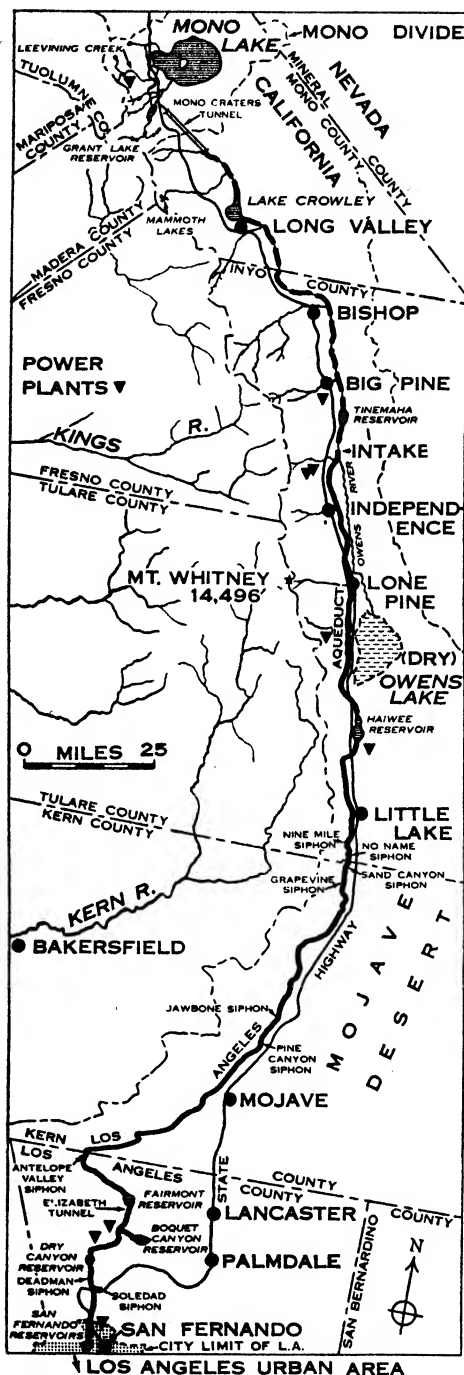 LEEVINING CREEK
MONO
LAKE
MONO DIVIDE
TUOLUMNE CO.
MARIPOSA
COUNTY
MONO CRATERS
TUNNEL
GRANT LAKE
RESERVOIR
NEVADA
CALIFORNIA
MINERAL COUNTY
MONO COUNTY
LAKE CROWLEY
MAMMOTH
LAKES
LONG VALLEY
MADERA COUNTY
FRESNO COUNTY
INYO COUNTY
BISHOP
POWER
PLANTS
BIG PINE
TINEMAHA
RESERVOIR
KINGS R.
INTAKE
FRESNO COUNTY
TULARE COUNTY
OWENS RIVER
INDEPEND-
ENCE
MT. WHITNEY
14,496'
LONE
PINE
AQUEDUCT
(DRY)
OWENS
LAKE
HAIWEE
RESERVOIR
0 MILES 25
TULARE COUNTY
KERN COUNTY
LITTLE
LAKE
NINE MILE
SIPHON
NO NAME
SIPHON
SAND CANYON
SIPHON
GRAPEVINE
SIPHON
KERN R.
BAKERSFIELD
HIGHWAY
MOJAVE
DESERT
JAWBONE SIPHON
ANGELES
PINE
CANYON
SIPHON
MOJAVE
LOS
KERN COUNTY
LOS ANGELES COUNTY
ANTELOPE
VALLEY
SIPHON
STATE
FAIRMONT
RESERVOIR
ELIZABETH
TUNNEL
BOQUET
CANYON
RESERVOIR
LANCASTER
DRY
CANYON
RESERVOIR
PALMDALE
DEADMAN
SIPHON
SOLEDAD
SIPHON
SAN BERNARDINO
COUNTY
N
SAN
FERNANDO
RESERVOIRS
SAN FERNANDO
CITY LIMIT OF L.A.
LOS ANGELES URBAN AREA